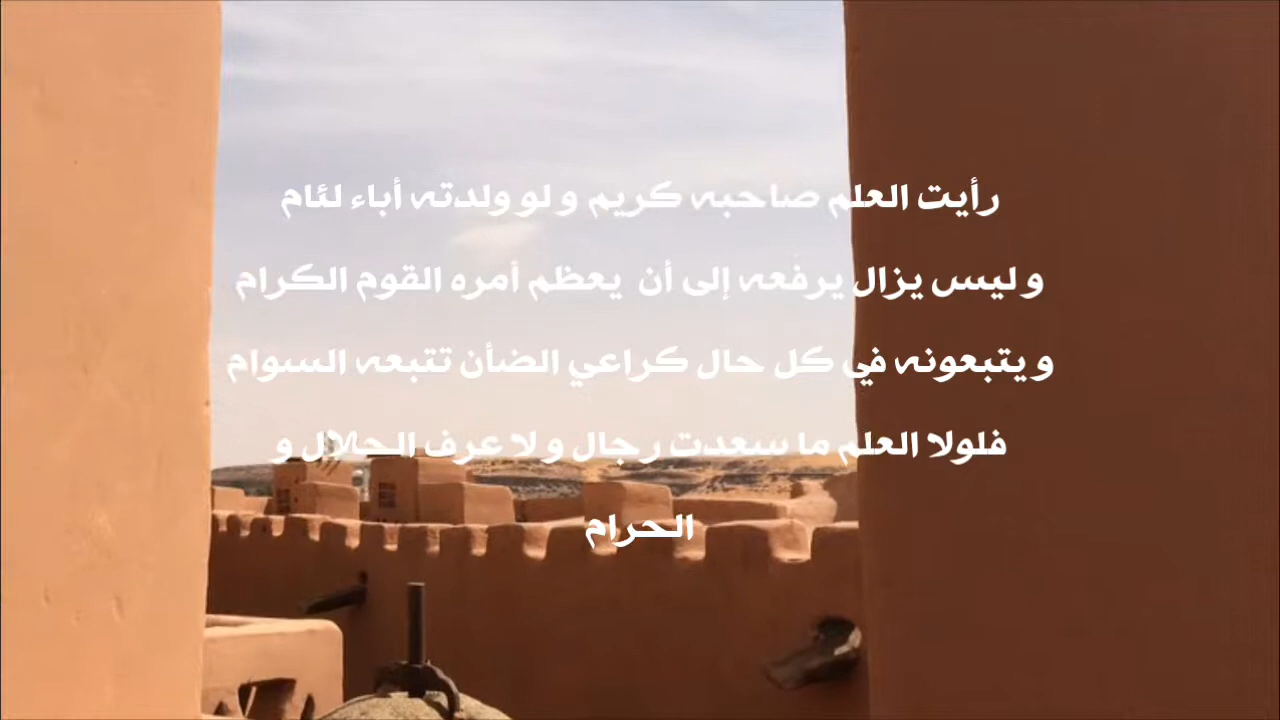 رأيت العلم صاحبه كريم و لو ولدته أباء لئام
و ليس يزال يرفعه إلى أن يعظم أمره القوم الكرام
و يتبعونه في كل حال كراعي الضأن تتبعه السوام
فلولا العلم ما سعدت رجال و لا عرف الحلال و
الحرام